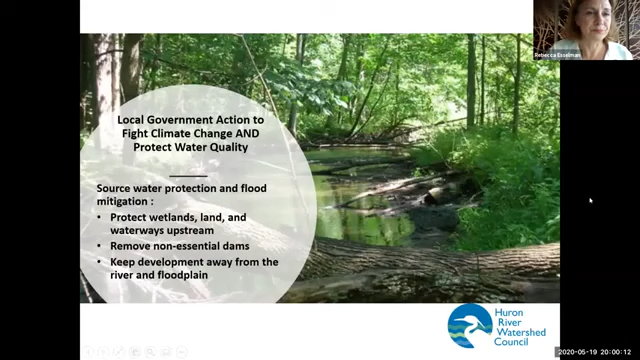 Rebecca Esselman
Local Government Action to
Fight Climate Change AND
Protect Water Quality
Source water protection and flood
mitigation :
• Protect wetlands, land, and
waterways upstream
• Remove non-essential dams
• Keep development away from the
river and floodplain
Huron
River
Watershed
Council
2020-05-19 20:00:12